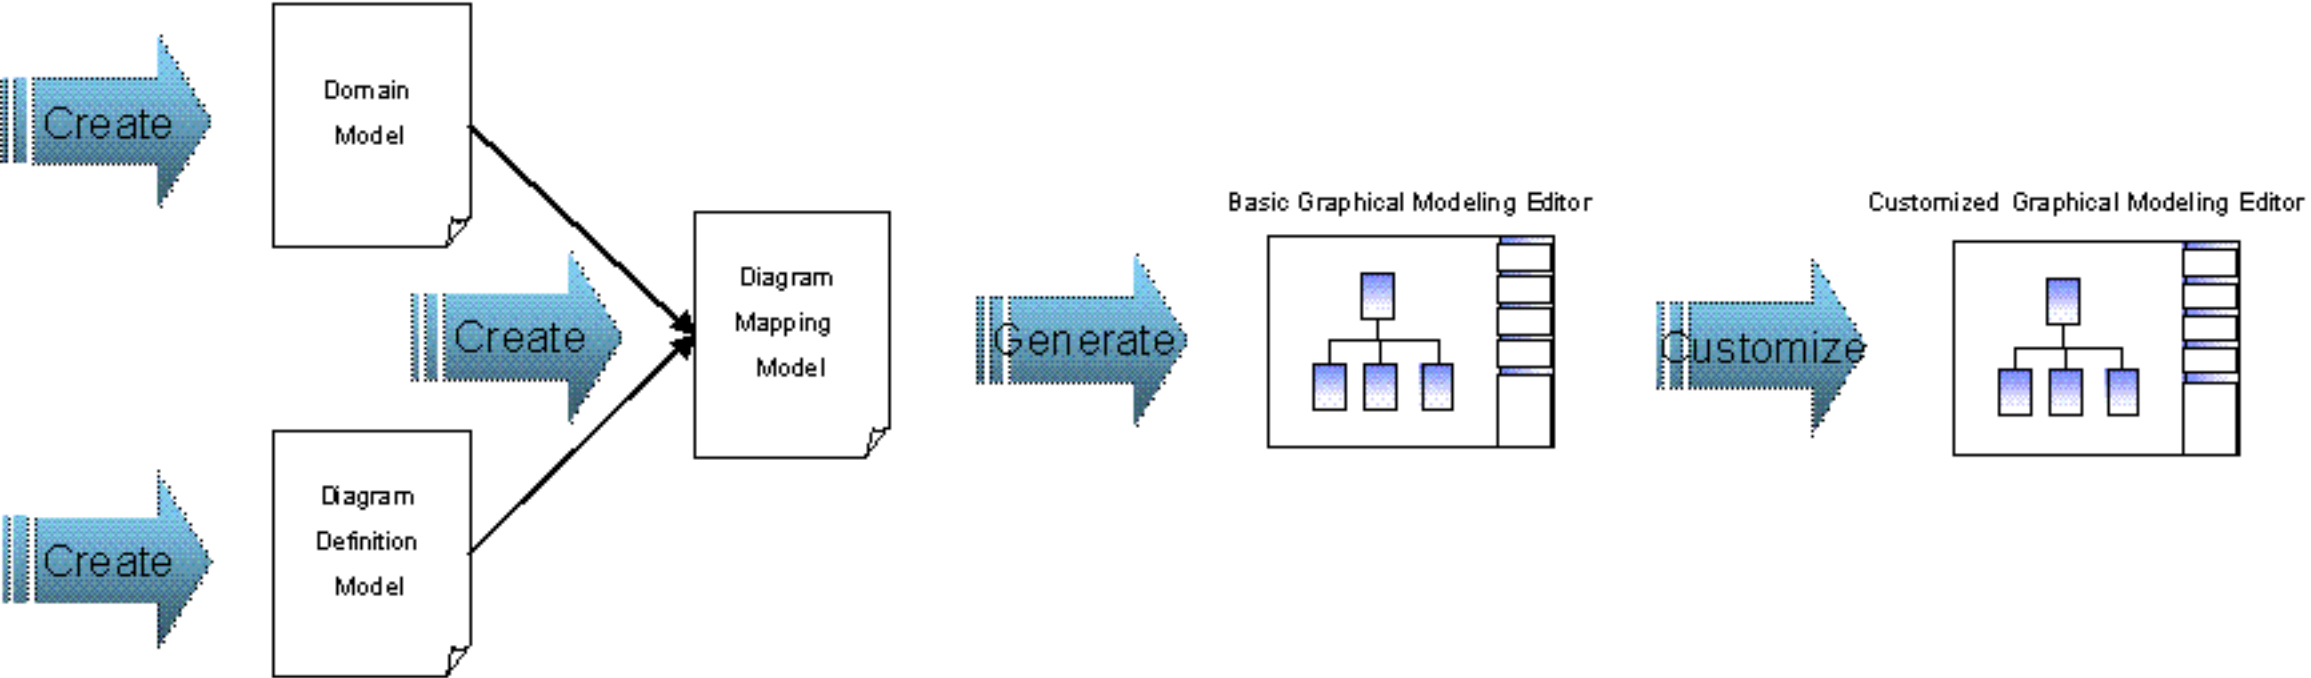 Create
Domain
Model
Create
Diagram
Mapping
Model
Create
Diagram
Definition
Model
Generate
Basic Graphical Modeling Editor
Customize
Customized Graphical Modeling Editor